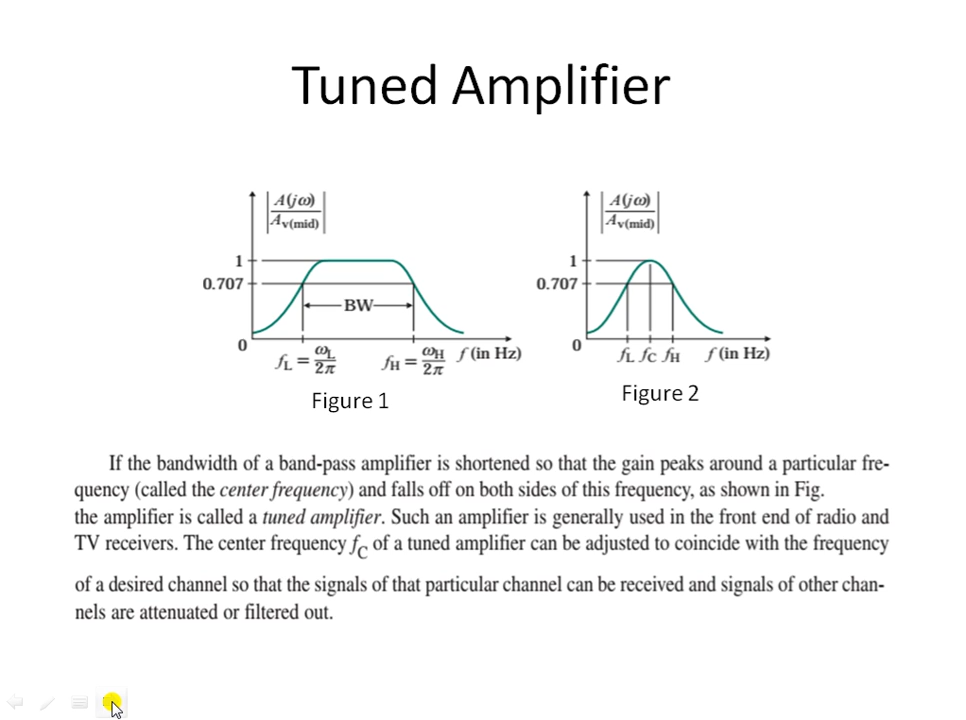 Tuned Amplifier
|A(jω)/Av(mid)|
1
0.707
BW
0
fL = ωL/2π
fH = ωH/2π
f (in Hz)
Figure 1
|A(jω)/Av(mid)|
1
0.707
0
fL fC fH
f (in Hz)
Figure 2
If the bandwidth of a band-pass amplifier is shortened so that the gain peaks around a particular fre-
quency (called the center frequency) and falls off on both sides of this frequency, as shown in Fig.
the amplifier is called a tuned amplifier. Such an amplifier is generally used in the front end of radio and
TV receivers. The center frequency fC of a tuned amplifier can be adjusted to coincide with the frequency
of a desired channel so that the signals of that particular channel can be received and signals of other chan-
nels are attenuated or filtered out.